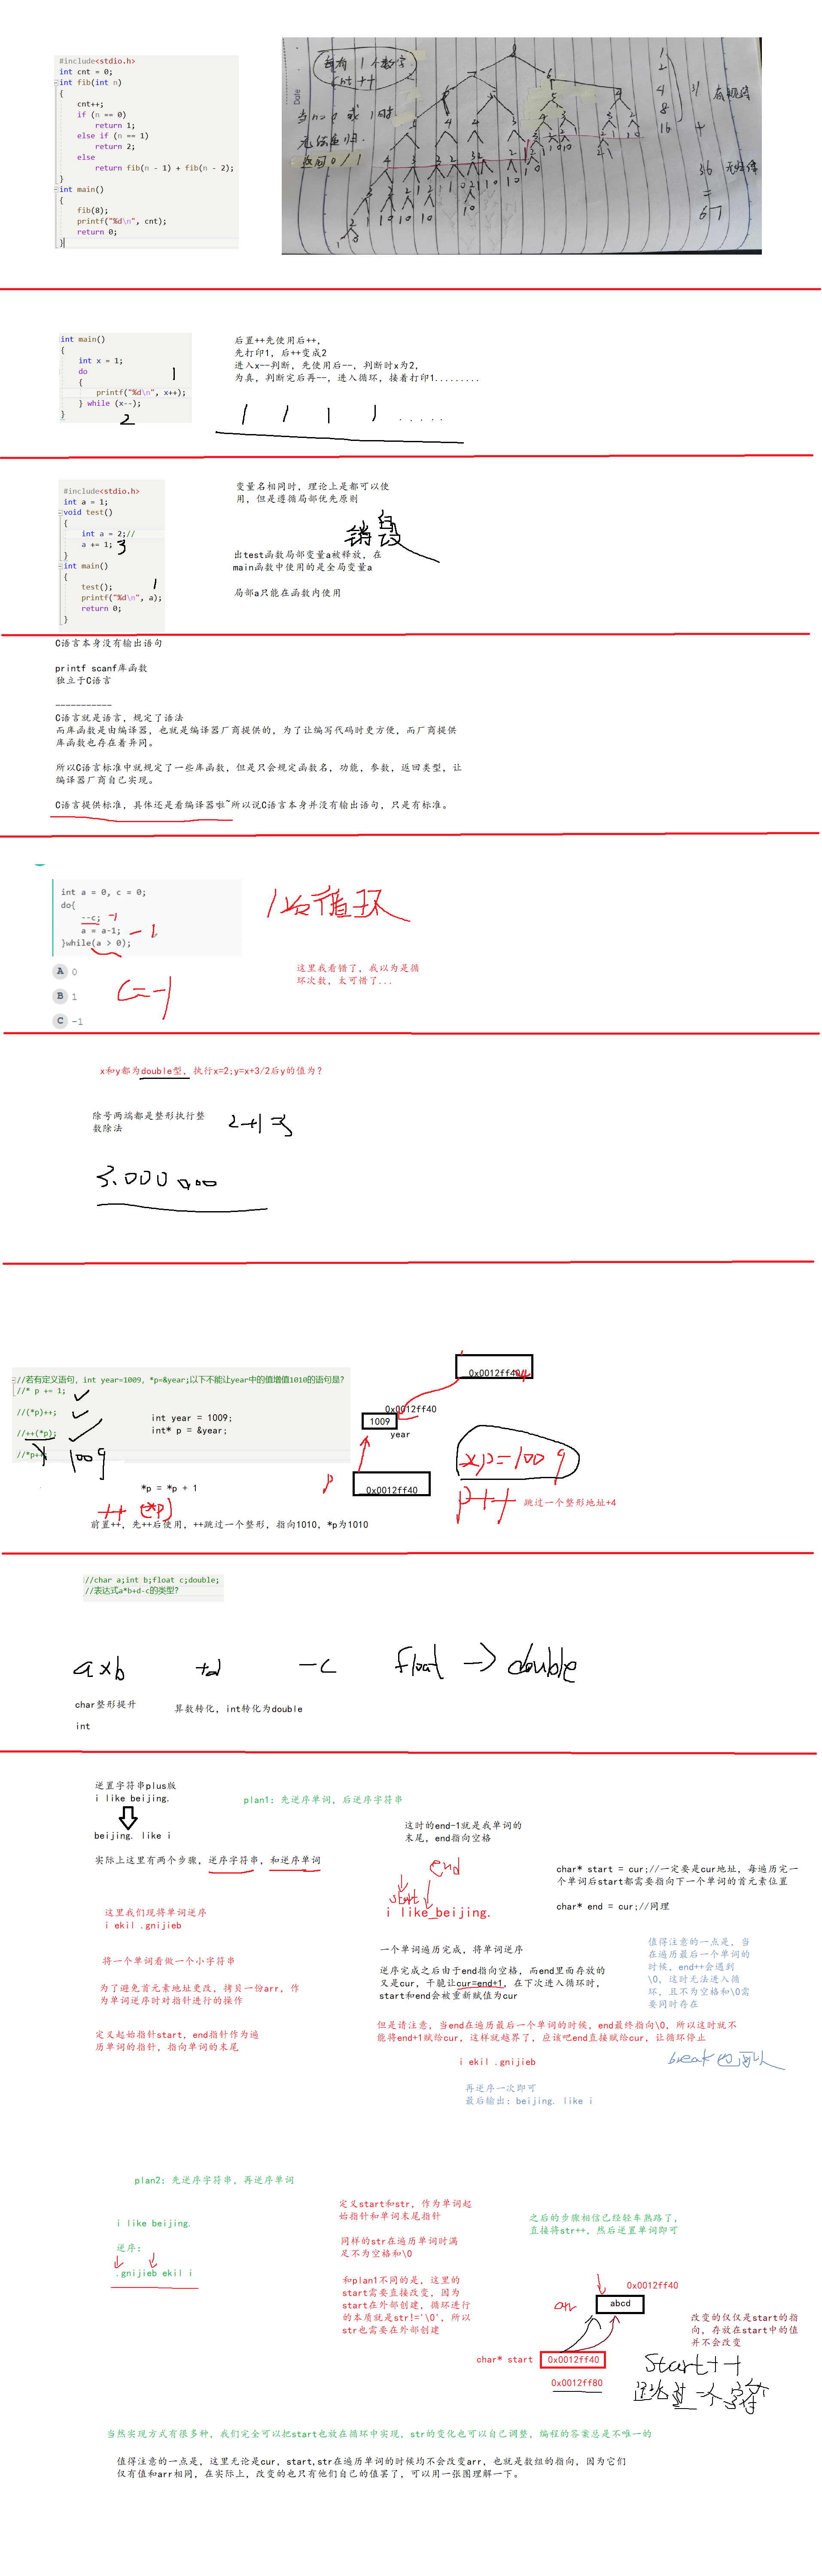 #include<stdio.h>
int cnt = 0;
int fib(int n)
{
cnt++;
if (n == 0)
return 1;
else if (n == 1)
return 2;
else
return fib(n - 1) + fib(n - 2);
}
int main()
{
fib(8);
printf("%d\n", cnt);
return 0;
}
Date
若有1个数字
cnt ++
1
2
4
8
16
31
+
36
=
67
int main()
{
int x = 1;
do
{
printf("%d\n", x++);
} while (x--);
}
1
2
后置++先使用后++，
先打印1，后++变成2
进入x--判断，先使用后--，判断时x为2，
为真，判断完后再--，进入循环，接着打印1.........
1 1 1 1 . . . . .
#include<stdio.h>
int a = 1;
void test()
{
int a = 2;//
a += 1;
}
int main()
{
test();
printf("%d\n", a);
return 0;
}
3
1
变量名相同时，理论上是都可以使
用，但是遵循局部优先原则
销毁
出test函数局部变量a被释放，在
main函数中使用的是全局变量a
局部a只能在函数内使用
C语言本身没有输出语句
printf scanf库函数
独立于C语言
-----------
C语言就是语言，规定了语法
而库函数是由编译器，也就是编译器厂商提供的，为了让编写代码时更方便，而厂商提供
库函数也存在着异同。
所以C语言标准中就规定了一些库函数，但是只会规定函数名，功能，参数，返回类型，让
编译器厂商自己实现。
C语言提供标准，具体还是看编译器啦~所以说C语言本身并没有输出语句，只是有标准。
int a = 0, c = 0;
do{
--c; -1
a = a-1; -1
}while(a > 0);
A 0
B 1
C -1
C=-1
1次循环
这里我看错了，我以为是循
环次数，太可惜了...
x和y都为double型，执行x=2;y=x+3/2后y的值为?
除号两端都是整形执行整
数除法
2+1=3
3.000000
//若有定义语句，int year=1009，*p=&year;以下不能让year中的值增值1010的语句是?
//* p += 1;
//(*p)++;
//++(*p);
//*p++
1009
int year = 1009;
int* p = &year;
*p = *p + 1
++ (*p)
前置++，先++后使用，++跳过一个整形，指向1010，*p为1010
0x0012ff40
0x0012ff40
1009
year
p
0x0012ff40
*p=1009
p++
跳过一个整形地址+4
//char a;int b;float c;double;
//表达式a*b+d-c的类型?
axb +d -c float -> double
char整形提升
int
算数转化，int转化为double
逆置字符串plus版
i like beijing.
beijing. like i
实际上这里有两个步骤，逆序字符串，和逆序单词
plan1：先逆序单词，后逆序字符串
这里我们现将单词逆序
i ekil .gnijieb
将一个单词看做一个小字符串
为了避免首元素地址更改，拷贝一份arr，作
为单词逆序时对指针进行的操作
定义起始指针start，end指针作为遍
历单词的指针，指向单词的末尾
这时的end-1就是我单词的
末尾，end指向空格
end
start
i like_beijing.
char* start = cur;//一定要是cur地址，每遍历完一
个单词后start都需要指向下一个单词的首元素位置
char* end = cur;//同理
一个单词遍历完成，将单词逆序
逆序完成之后由于end指向空格，而end里面存放的
又是cur，干脆让cur=end+1，在下次进入循环时，
start和end会被重新赋值为cur
值得注意的一点是，当
在遍历最后一个单词的
时候，end++会遇到
\0，这时无法进入循
环，且不为空格和\0需
要同时存在
但是请注意，当end在遍历最后一个单词的时候，end最终指向\0，所以这时就不
能将end+1赋给cur，这样就越界了，应该吧end直接赋给cur，让循环停止
break也可以
i ekil .gnijieb
再逆序一次即可
最后输出：beijing. like i
plan2：先逆序字符串，再逆序单词
i like beijing.
逆序：
.gnijieb ekil i
定义start和str，作为单词起
始指针和单词末尾指针
同样的str在遍历单词时满
足不为空格和\0
和plan1不同的是，这里的
start需要直接改变，因为
start在外部创建，循环进行
的本质就是str!='\0'，所以
str也需要在外部创建
之后的步骤相信已经轻车熟路了，
直接将str++，然后逆置单词即可
0x0012ff40
arr
abcd
char* start 0x0012ff40
0x0012ff80
改变的仅仅是start的指
向，存放在start中的值
并不会改变
start++
跳过一个字符
当然实现方式有很多种，我们完全可以把start也放在循环中实现，str的变化也可以自己调整，编程的答案总是不唯一的
值得注意的一点是，这里无论是cur，start,str在遍历单词的时候均不会改变arr，也就是数组的指向，因为它们
仅有值和arr相同，在实际上，改变的也只有他们自己的值罢了，可以用一张图理解一下。